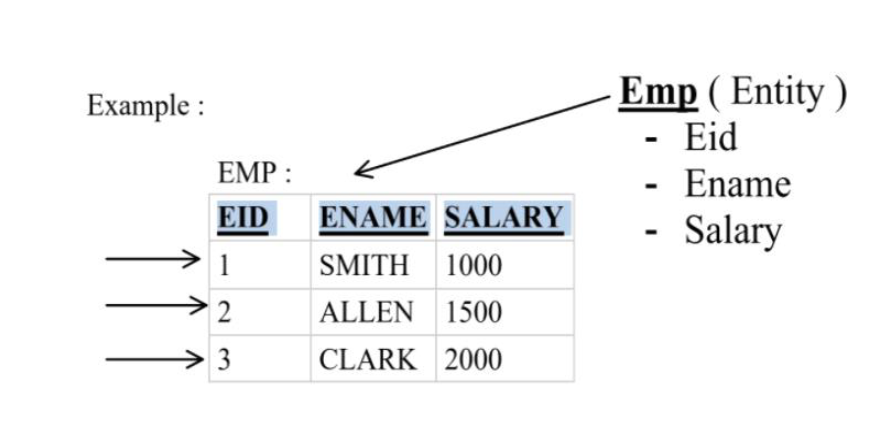 Example :
Emp ( Entity )
- Eid
- Ename
- Salary
EMP :
EID ENAME SALARY
1 SMITH 1000
2 ALLEN 1500
3 CLARK 2000